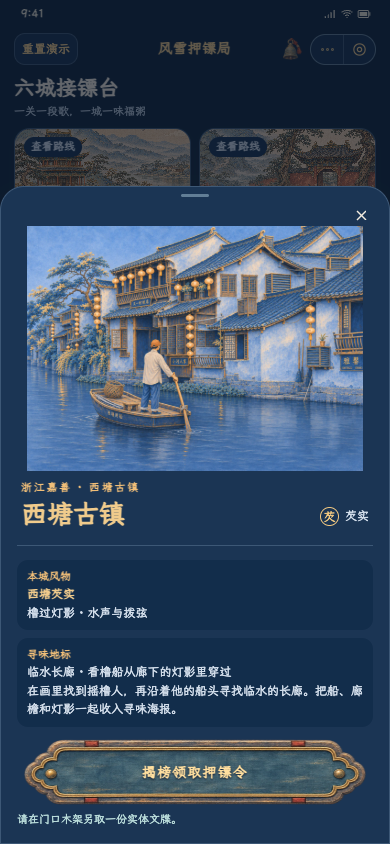 9:41
重置演示
风雪押镖局
六城接镖台
一关一段歌,一城一味福粥
查看路线
查看路线
浙江嘉善·西塘古镇
西塘古镇
芡 芡实
本城风物
西塘芡实
橹过灯影·水声与拨弦
寻味地标
临水长廊·看橹船从廊下的灯影里穿过
在画里找到摇橹人,再沿着他的船头寻找临水的长廊。把船、廊
檐和灯影一起收入寻味海报。
揭榜领取押镖令
请在门口木架另取一份实体文牒。